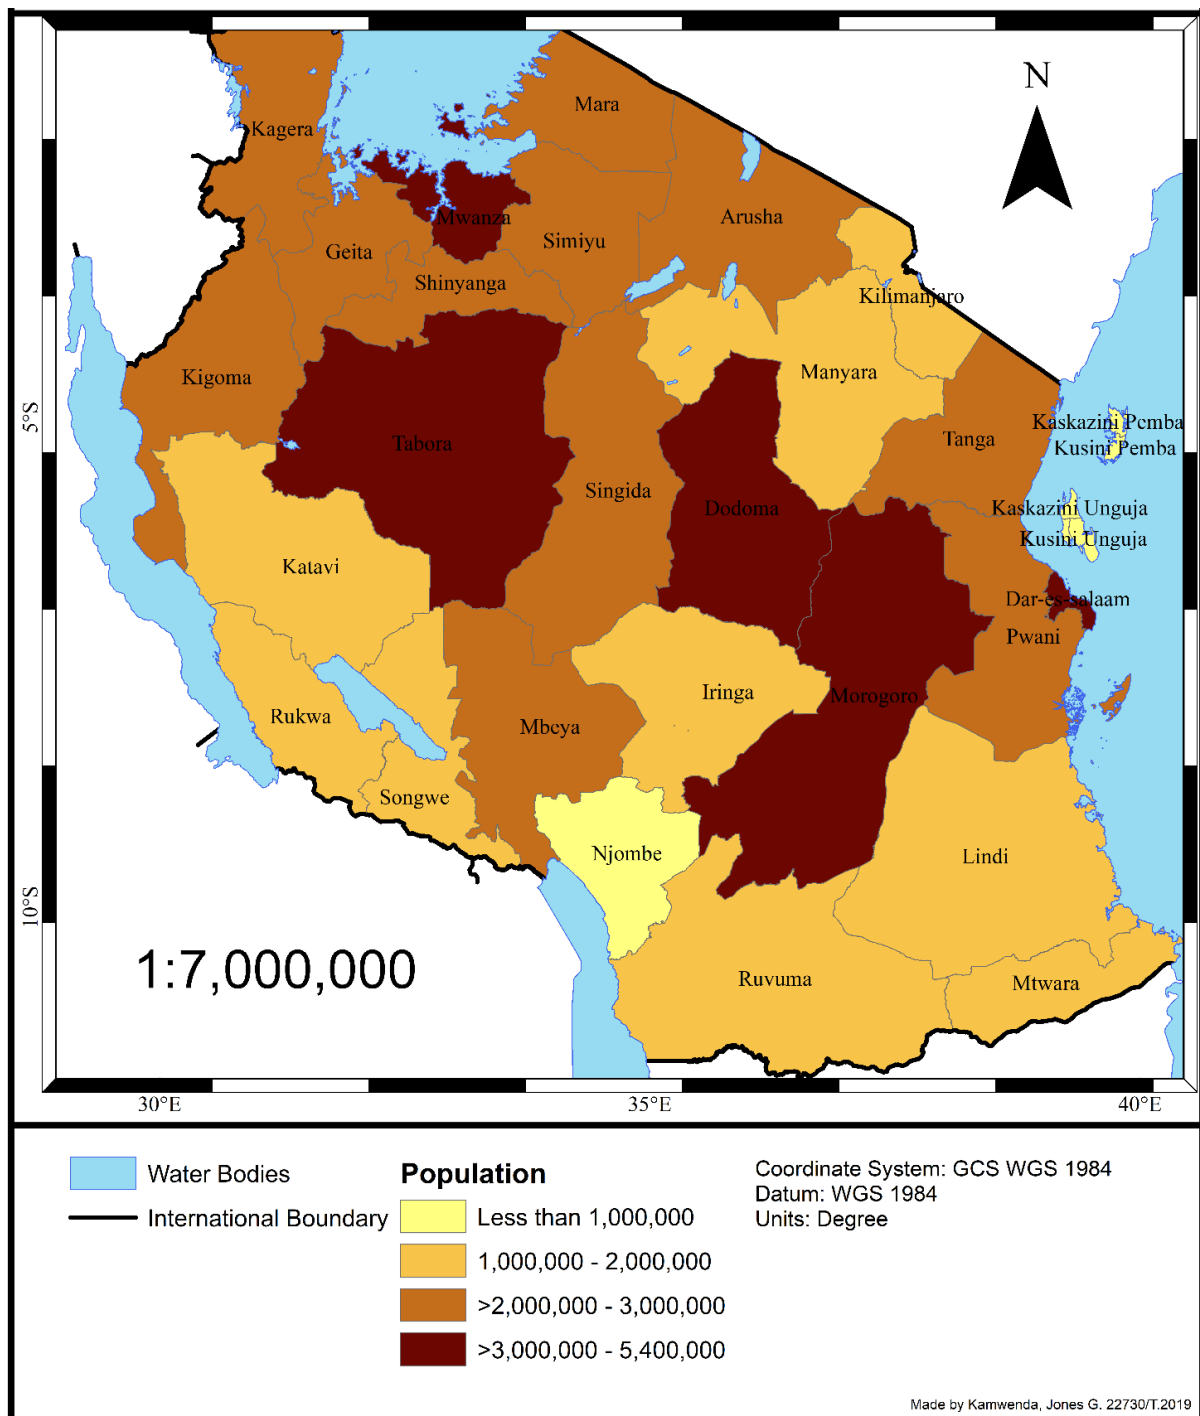 N
Mara
Kagera
Mwanza
Arusha
Simiyu
Geita
Shinyanga
Kilimanjaro
Kigoma
Manyara
5°S
Kaskazini Pemba
Tanga
Tabora
Kusini Pemba
Singida
Dodoma
Kaskazini Unguja
Kusini Unguja
Katavi
Dar-es-salaam
Pwani
Iringa
Morogoro
Rukwa
Mbeya
Songwe
Njombe
Lindi
10°S
1:7,000,000
Ruvuma
Mtwara
30°E 35°E 40°E
Water Bodies
International Boundary
Population
Less than 1,000,000
1,000,000 - 2,000,000
>2,000,000 - 3,000,000
>3,000,000 - 5,400,000
Coordinate System: GCS WGS 1984
Datum: WGS 1984
Units: Degree
Made by Kamwenda, Jones G. 22730/T.2019